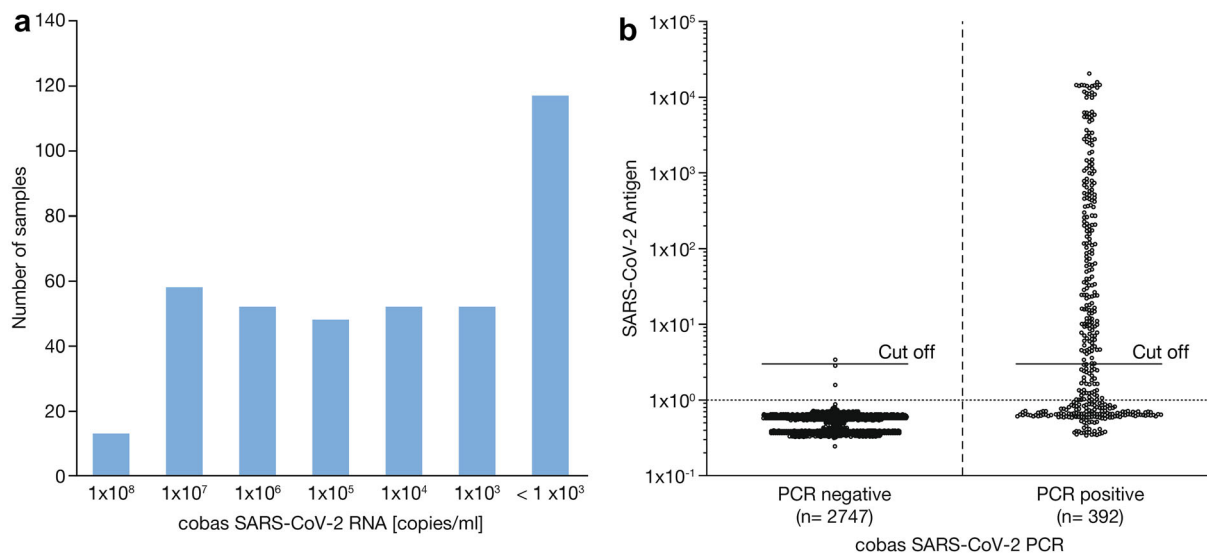 a
140
120
100
80
60
40
20
0
Number of samples
1x10⁸ 1x10⁷ 1x10⁶ 1x10⁵ 1x10⁴ 1x10³ < 1 x10³
cobas SARS-CoV-2 RNA [copies/ml]
b
1x10⁵
1x10⁴
1x10³
1x10²
1x10¹
1x10⁰
1x10⁻¹
SARS-CoV-2 Antigen
Cut off
Cut off
PCR negative
(n= 2747)
PCR positive
(n= 392)
cobas SARS-CoV-2 PCR